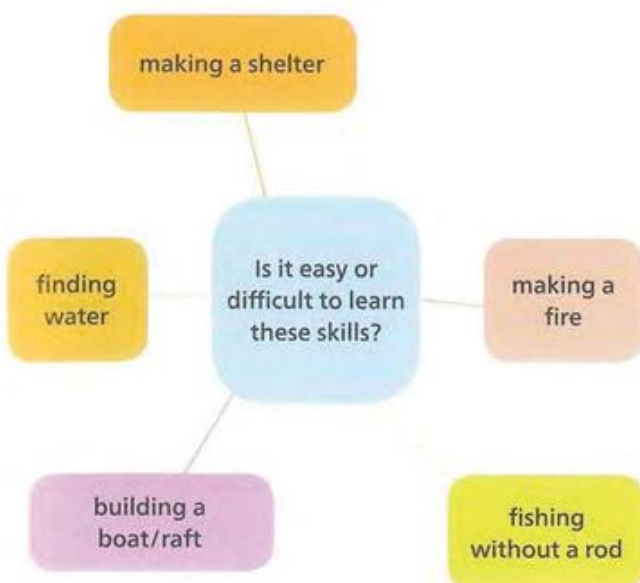 making a shelter
Is it easy or
difficult to learn
these skills?
finding
water
making a
fire
building a
boat/raft
fishing
without a rod